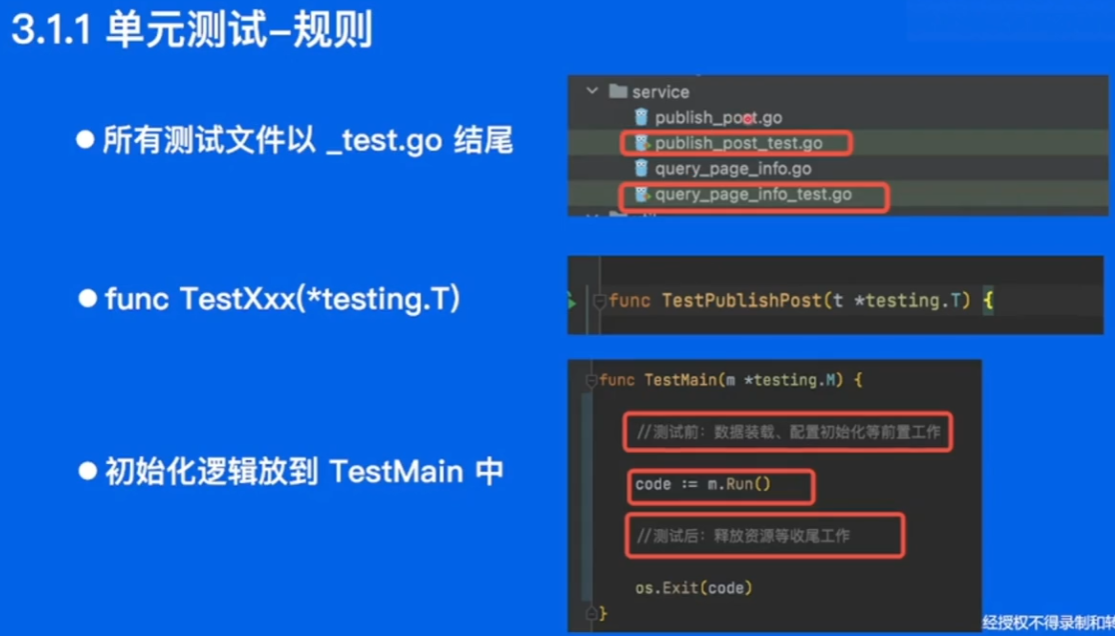 3.1.1 单元测试-规则
● 所有测试文件以 _test.go 结尾
service
publish_post.go
publish_post_test.go
query_page_info.go
query_page_info_test.go
● func TestXxx(*testing.T)
func TestPublishPost(t *testing.T) {
● 初始化逻辑放到 TestMain 中
func TestMain(m *testing.M) {
//测试前：数据装载、配置初始化等前置工作
code := m.Run()
//测试后：释放资源等收尾工作
os.Exit(code)
}
经授权不得录制和转